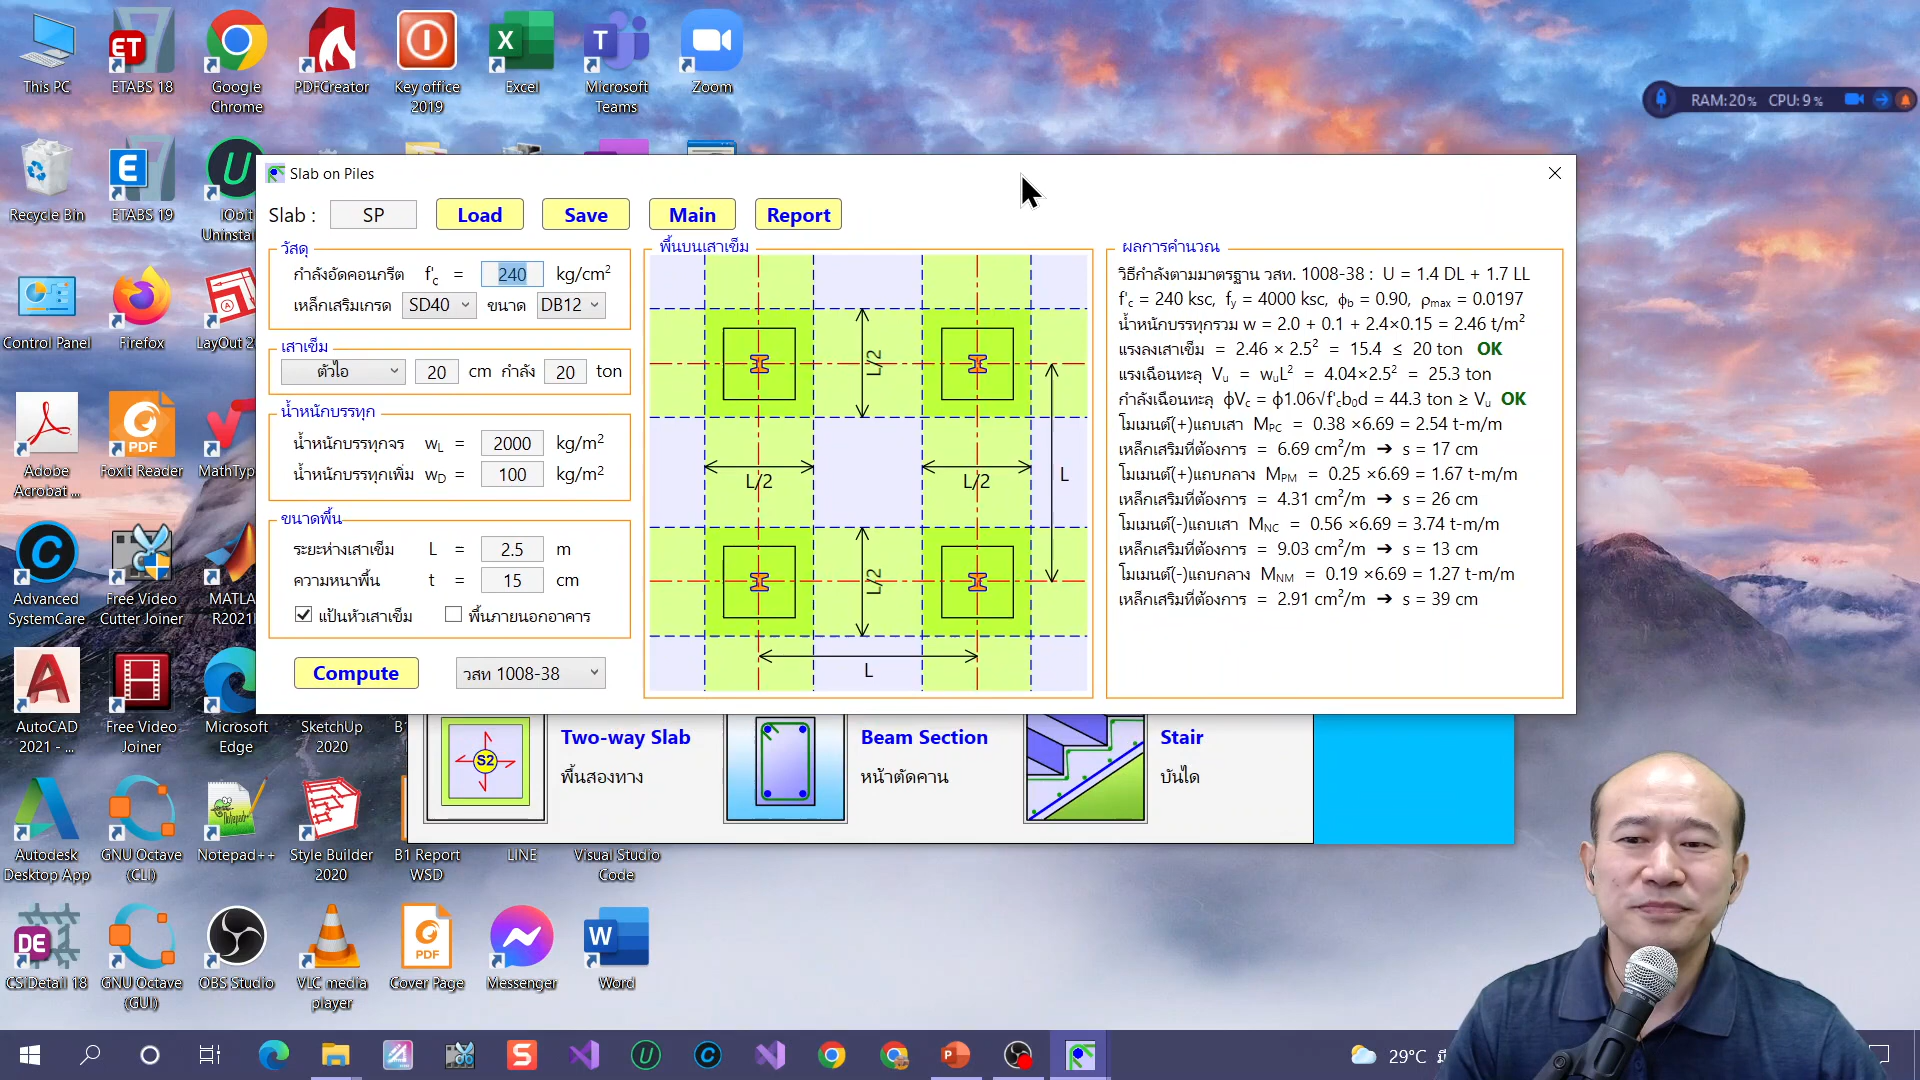 This PC
ETABS 18
Google Chrome
PDFCreator
Key office 2019
Excel
Microsoft Teams
Zoom
RAM:20% CPU:9%
Recycle Bin
ETABS 19
IObit
Uninstal
Slab on Piles
Slab : SP Load Save Main Report
วัสดุ
กำลังอัดคอนกรีต f'c = 240 kg/cm2
เหล็กเสริมเกรด SD40 ขนาด DB12
เสาเข็ม
ตัวไอ 20 cm กำลัง 20 ton
น้ำหนักบรรทุก
น้ำหนักบรรทุกจร wL = 2000 kg/m2
น้ำหนักบรรทุกเพิ่ม wD = 100 kg/m2
ขนาดพื้น
ระยะห่างเสาเข็ม L = 2.5 m
ความหนาพื้น t = 15 cm
แป้นหัวเสาเข็ม พื้นภายนอกอาคาร
Compute วสท 1008-38
พื้นบนเสาเข็ม
L/2
L/2 L/2 L
L/2
L
ผลการคำนวณ
วิธีกำลังตามมาตรฐาน วสท. 1008-38 : U = 1.4 DL + 1.7 LL
f'c = 240 ksc, fy = 4000 ksc, ϕb = 0.90, ρmax = 0.0197
น้ำหนักบรรทุกรวม w = 2.0 + 0.1 + 2.4×0.15 = 2.46 t/m2
แรงลงเสาเข็ม = 2.46 × 2.5² = 15.4 ≤ 20 ton OK
แรงเฉือนทะลุ Vu = wuL² = 4.04×2.5² = 25.3 ton
กำลังเฉือนทะลุ ϕVc = ϕ1.06√f'cb0d = 44.3 ton ≥ Vu OK
โมเมนต์(+)แถบเสา MPC = 0.38 ×6.69 = 2.54 t-m/m
เหล็กเสริมที่ต้องการ = 6.69 cm²/m ➔ s = 17 cm
โมเมนต์(+)แถบกลาง MPM = 0.25 ×6.69 = 1.67 t-m/m
เหล็กเสริมที่ต้องการ = 4.31 cm²/m ➔ s = 26 cm
โมเมนต์(-)แถบเสา MNC = 0.56 ×6.69 = 3.74 t-m/m
เหล็กเสริมที่ต้องการ = 9.03 cm²/m ➔ s = 13 cm
โมเมนต์(-)แถบกลาง MNM = 0.19 ×6.69 = 1.27 t-m/m
เหล็กเสริมที่ต้องการ = 2.91 cm²/m ➔ s = 39 cm
Control Panel
Firefox
LayOut 2
Adobe Acrobat ...
Foxit Reader
MathTyp
Advanced SystemCare
Free Video Cutter Joiner
MATLA
R2021
AutoCAD 2021 - ...
Free Video Joiner
Microsoft Edge
SketchUp 2020
B
S2
Two-way Slab
พื้นสองทาง
Beam Section
หน้าตัดคาน
Stair
บันได
Autodesk Desktop App
GNU Octave (CLI)
Notepad++
Style Builder 2020
B1 Report WSD
LINE
Visual Studio Code
CSiDetail 18
GNU Octave (GUI)
OBS Studio
VLC media player
Cover Page
Messenger
Word
29°C